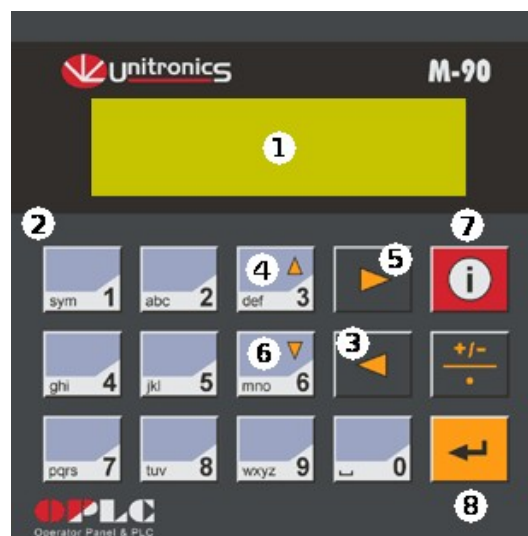 Unitronics M-90
1
2
7
4 5
sym 1 abc 2 def 3 i
6 3 +/-
ghi 4 jkl 5 mno 6 .
pqrs 7 tuv 8 wxyz 9 ⎵ 0
8
OPLC
Operator Panel & PLC